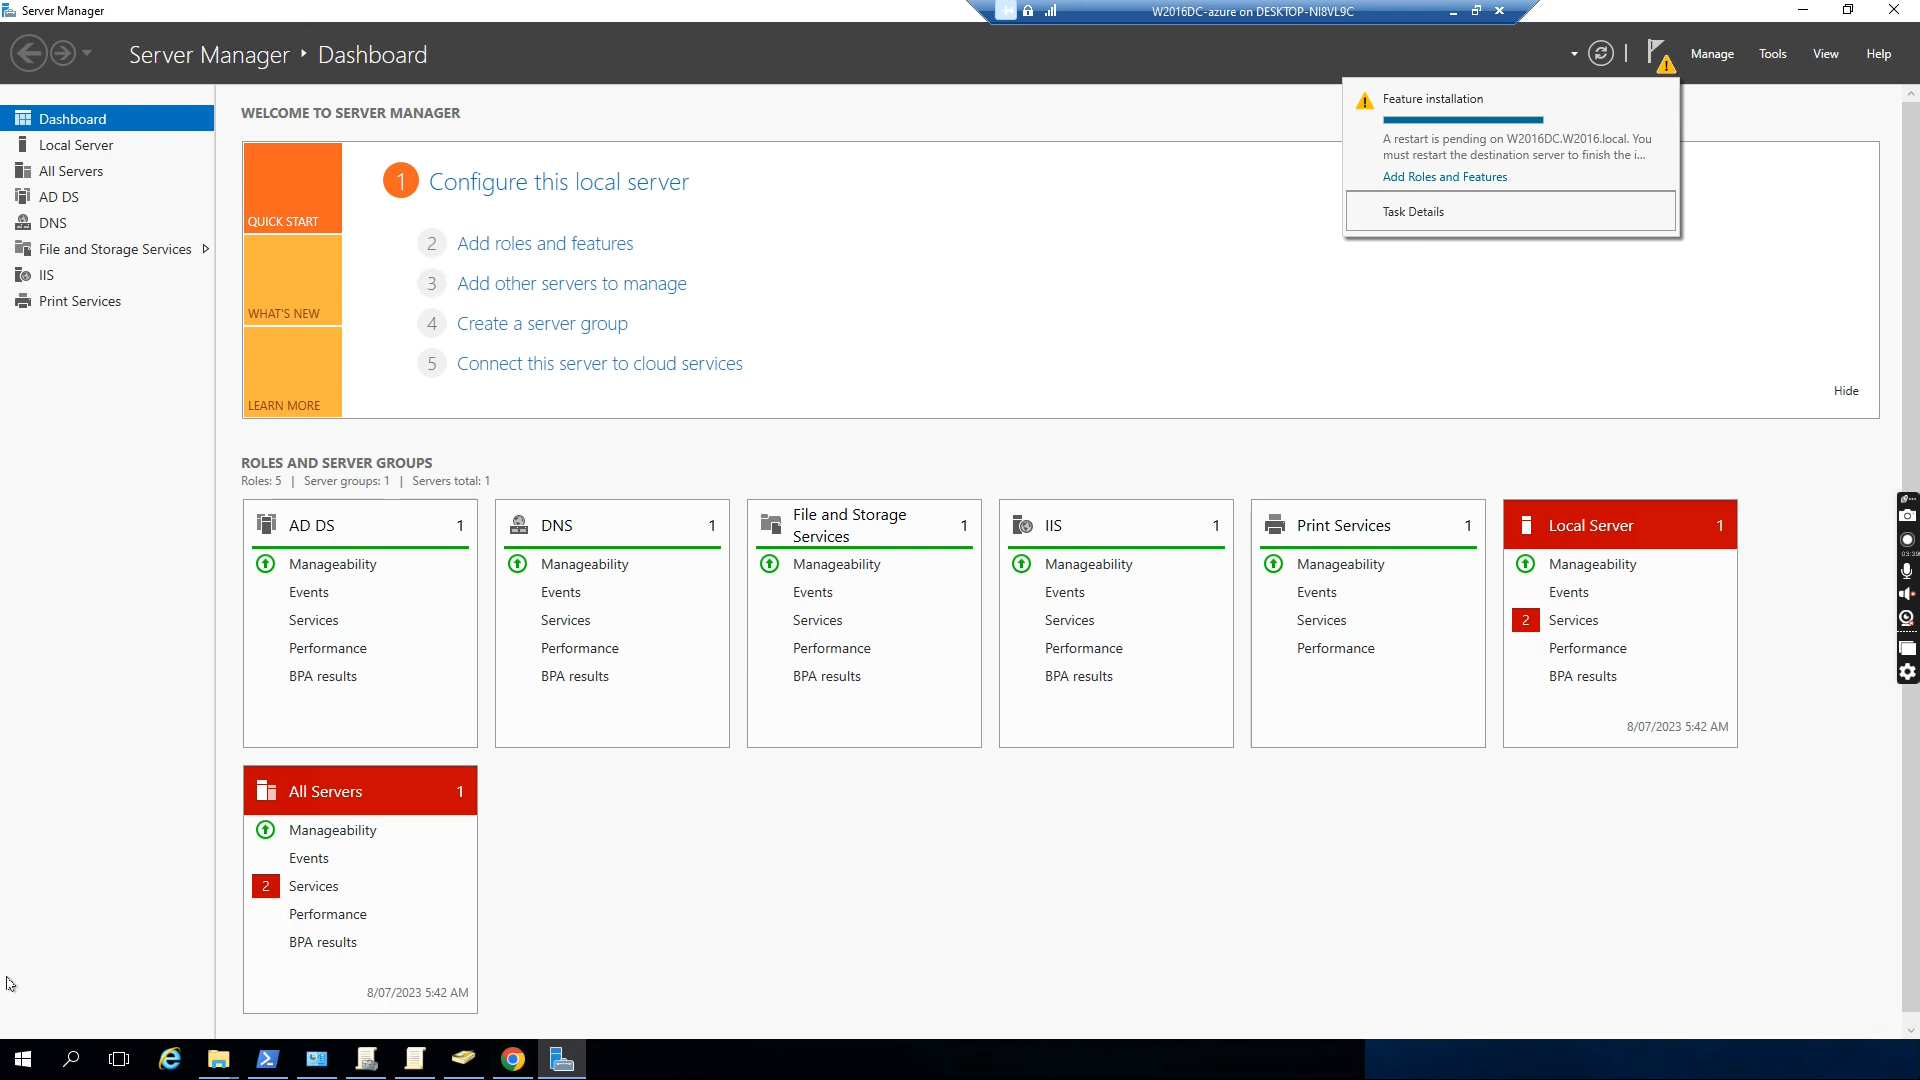 Server Manager
W2016DC-azure on DESKTOP-NI8VL9C
Server Manager ‣ Dashboard
Manage
Tools
View
Help
Dashboard
Local Server
All Servers
AD DS
DNS
File and Storage Services
IIS
Print Services
WELCOME TO SERVER MANAGER
QUICK START
WHAT'S NEW
LEARN MORE
1 Configure this local server
2 Add roles and features
3 Add other servers to manage
4 Create a server group
5 Connect this server to cloud services
Hide
Feature installation
A restart is pending on W2016DC.W2016.local. You
must restart the destination server to finish the i...
Add Roles and Features
Task Details
ROLES AND SERVER GROUPS
Roles: 5 | Server groups: 1 | Servers total: 1
AD DS 1
Manageability
Events
Services
Performance
BPA results
DNS 1
Manageability
Events
Services
Performance
BPA results
File and Storage
Services 1
Manageability
Events
Services
Performance
BPA results
IIS 1
Manageability
Events
Services
Performance
BPA results
Print Services 1
Manageability
Events
Services
Performance
Local Server 1
Manageability
Events
2 Services
Performance
BPA results
8/07/2023 5:42 AM
All Servers 1
Manageability
Events
2 Services
Performance
BPA results
8/07/2023 5:42 AM